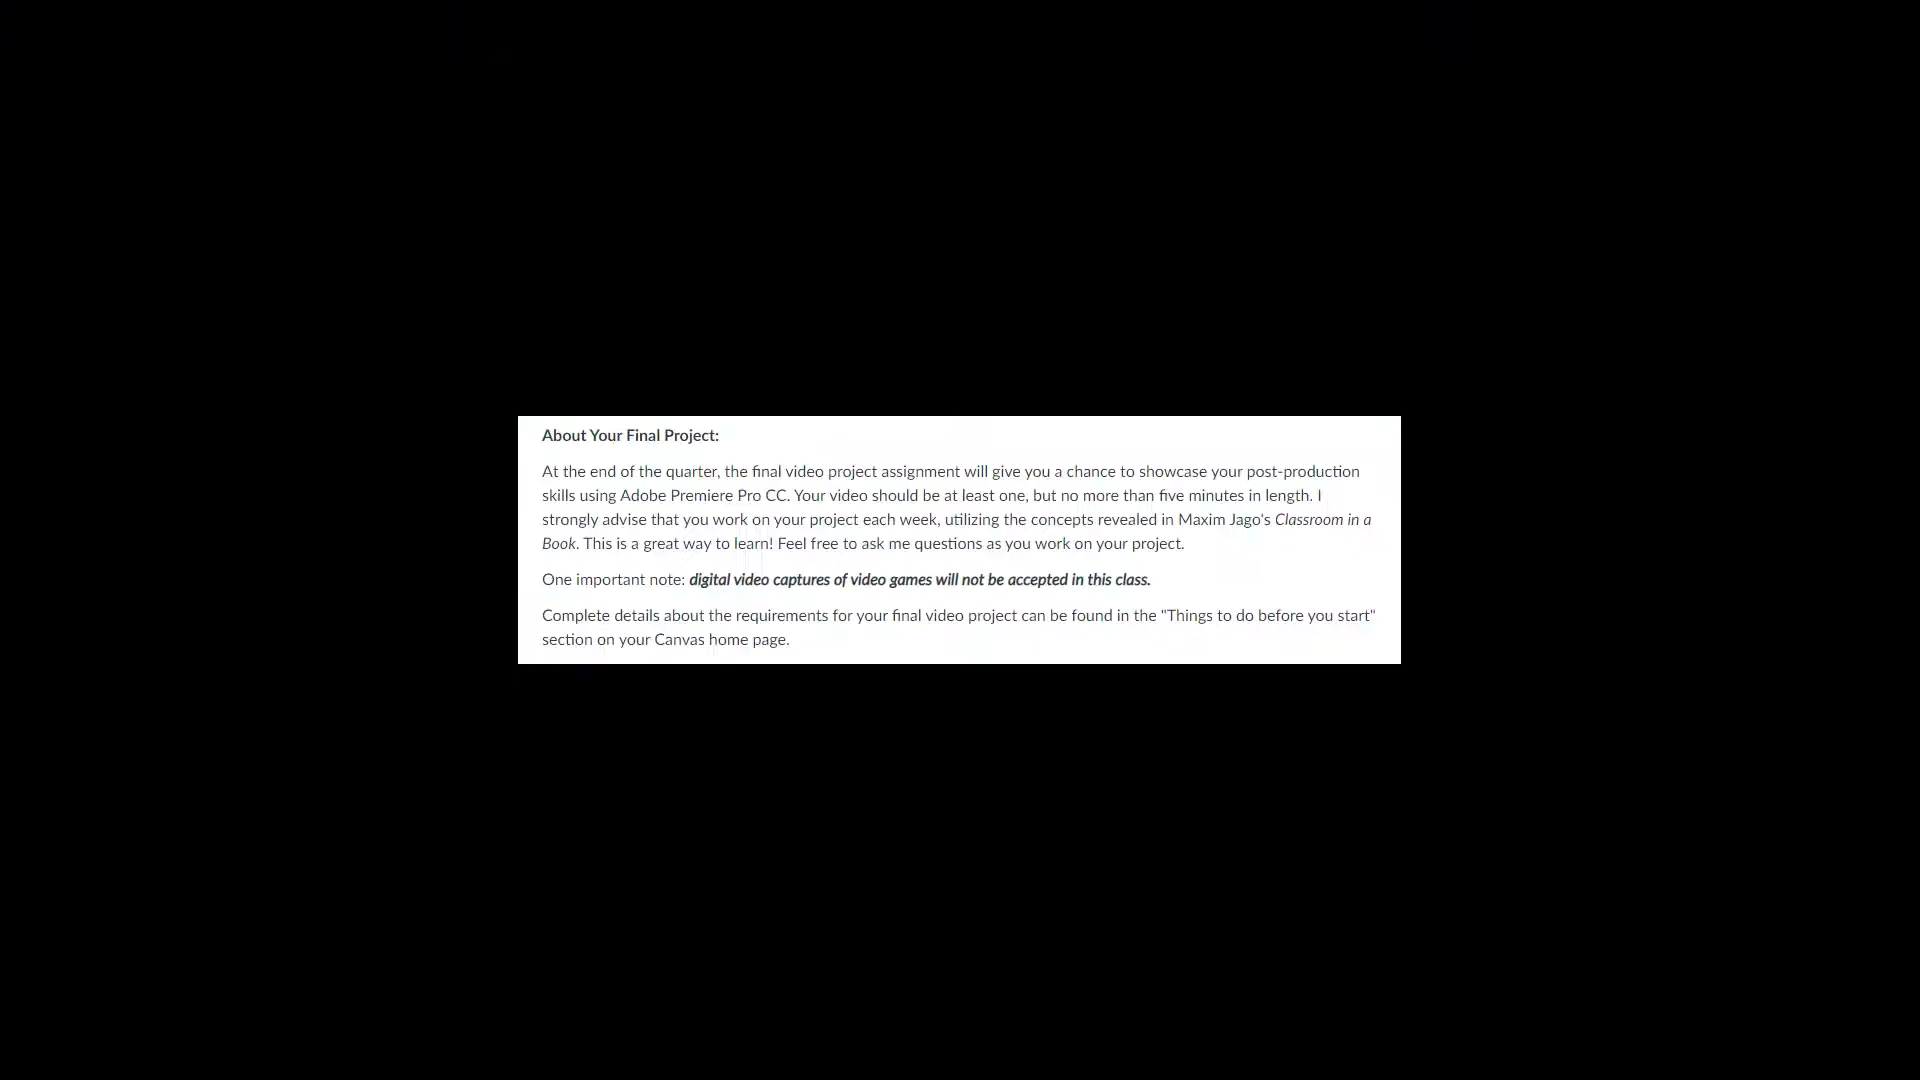 About Your Final Project:
At the end of the quarter, the final video project assignment will give you a chance to showcase your post-production
skills using Adobe Premiere Pro CC. Your video should be at least one, but no more than five minutes in length. I
strongly advise that you work on your project each week, utilizing the concepts revealed in Maxim Jago's Classroom in a
Book. This is a great way to learn! Feel free to ask me questions as you work on your project.
One important note: digital video captures of video games will not be accepted in this class.
Complete details about the requirements for your final video project can be found in the "Things to do before you start"
section on your Canvas home page.